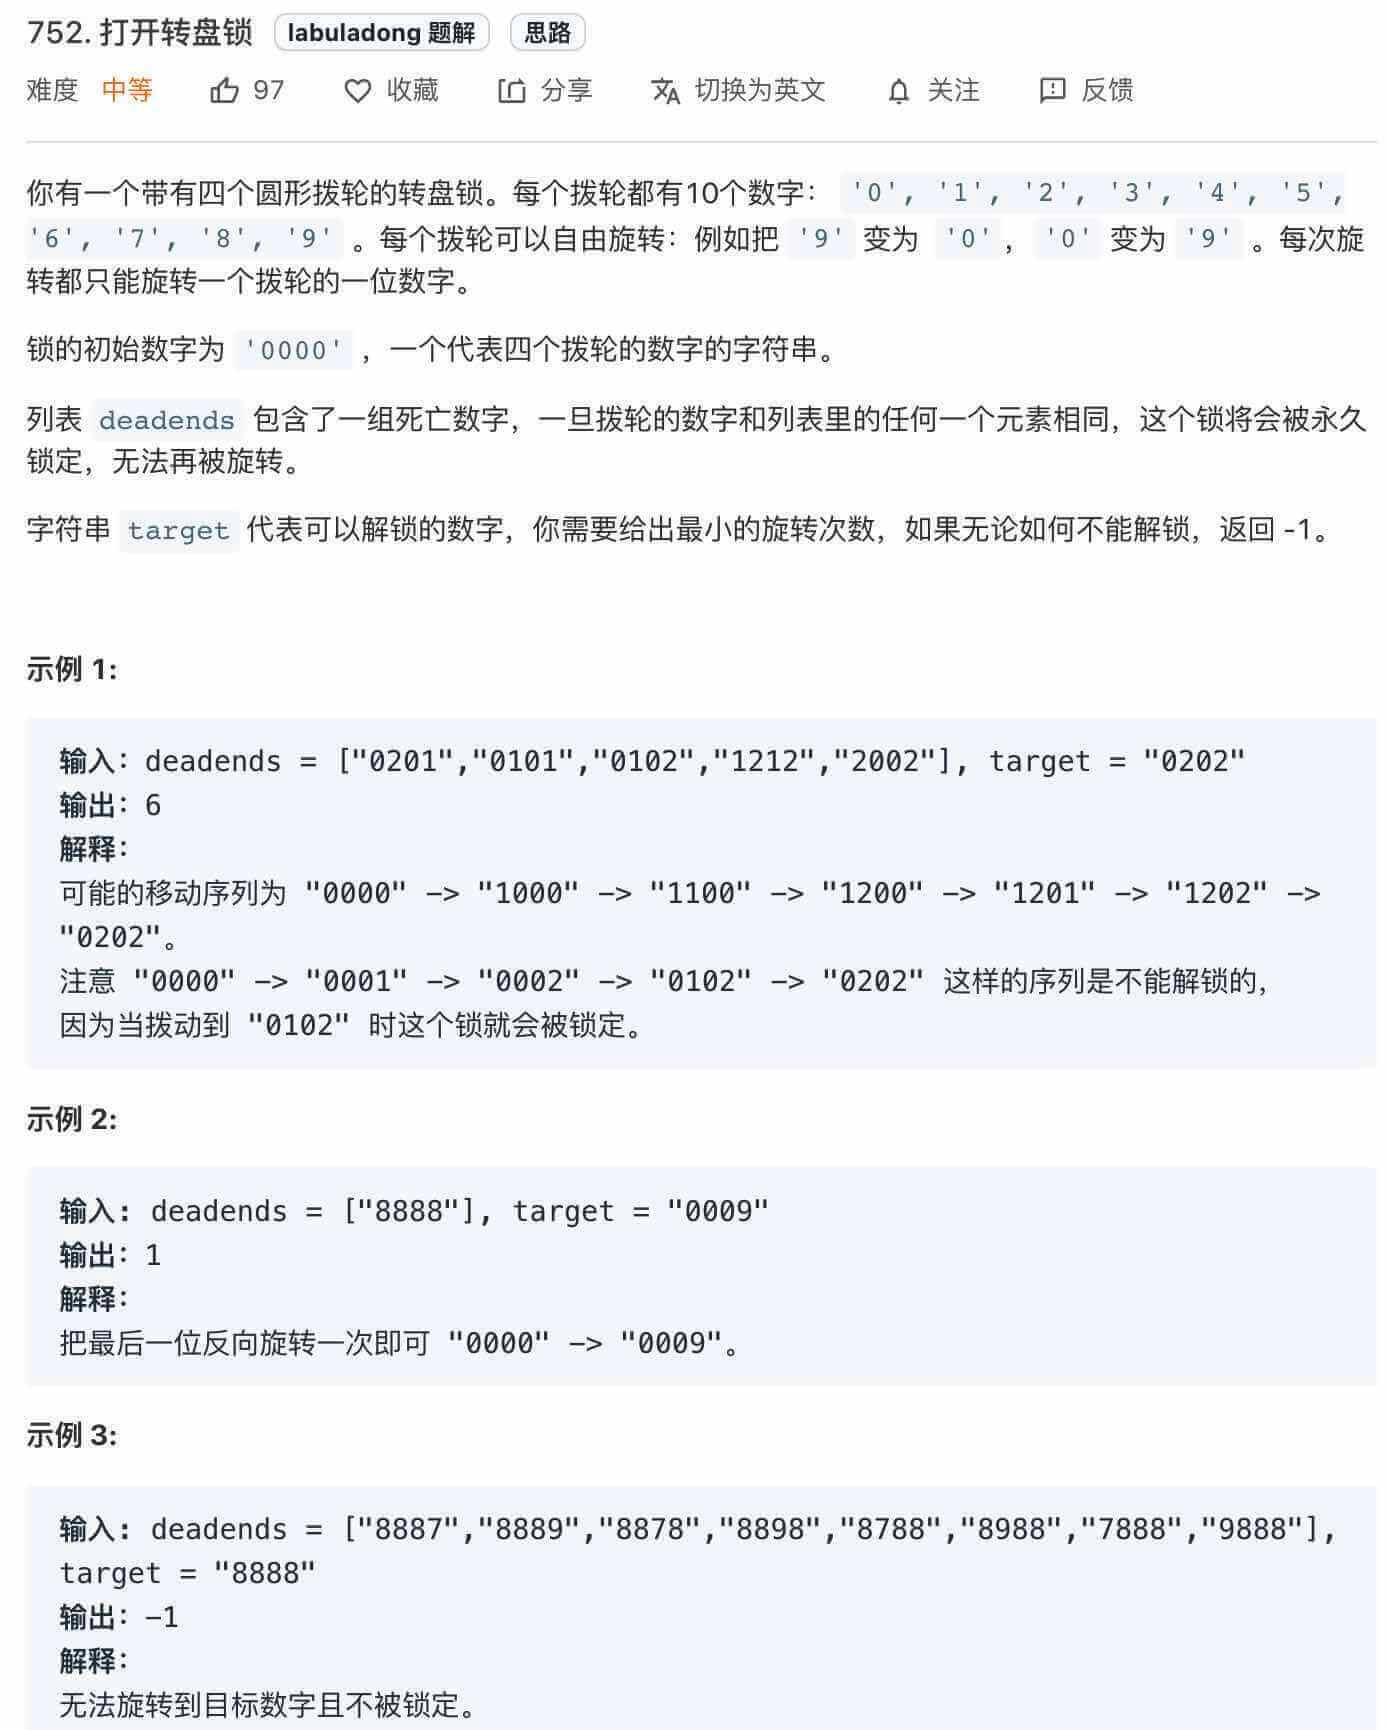 752. 打开转盘锁 labuladong 题解 思路
难度 中等 97 收藏 分享 切换为英文 关注 反馈
你有一个带有四个圆形拨轮的转盘锁。每个拨轮都有10个数字： '0', '1', '2', '3', '4', '5',
'6', '7', '8', '9' 。每个拨轮可以自由旋转：例如把 '9' 变为 '0'， '0' 变为 '9' 。每次旋
转都只能旋转一个拨轮的一位数字。
锁的初始数字为 '0000' ，一个代表四个拨轮的数字的字符串。
列表 deadends 包含了一组死亡数字，一旦拨轮的数字和列表里的任何一个元素相同，这个锁将会被永久
锁定，无法再被旋转。
字符串 target 代表可以解锁的数字，你需要给出最小的旋转次数，如果无论如何不能解锁，返回 -1。
示例 1:
输入：deadends = ["0201","0101","0102","1212","2002"], target = "0202"
输出：6
解释：
可能的移动序列为 "0000" -> "1000" -> "1100" -> "1200" -> "1201" -> "1202" ->
"0202"。
注意 "0000" -> "0001" -> "0002" -> "0102" -> "0202" 这样的序列是不能解锁的，
因为当拨动到 "0102" 时这个锁就会被锁定。
示例 2:
输入: deadends = ["8888"], target = "0009"
输出：1
解释：
把最后一位反向旋转一次即可 "0000" -> "0009"。
示例 3:
输入: deadends = ["8887","8889","8878","8898","8788","8988","7888","9888"],
target = "8888"
输出：-1
解释：
无法旋转到目标数字且不被锁定。